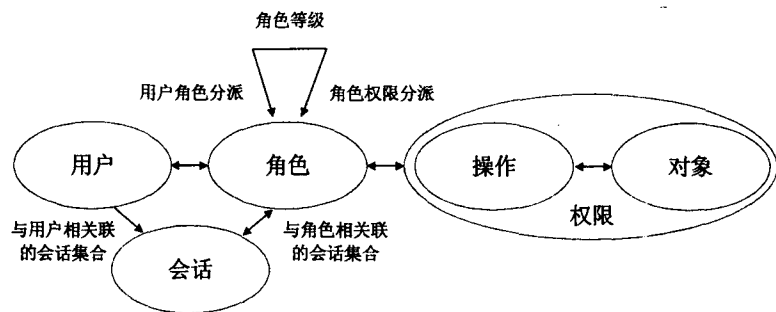 角色等级
用户角色分派
角色权限分派
用户
角色
操作
对象
权限
与用户相关联
的会话集合
会话
与角色相关联
的会话集合